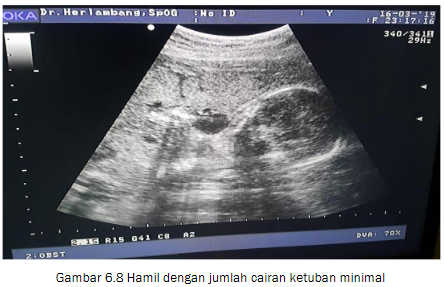 OKA Dr.Herlambang,SpOG :No ID : Y 16-03-'19
:F 23:17:16
340/341
29Hz
2.15 R15 G41 C8 A2
DVA: 70%
2:OBST
Gambar 6.8 Hamil dengan jumlah cairan ketuban minimal